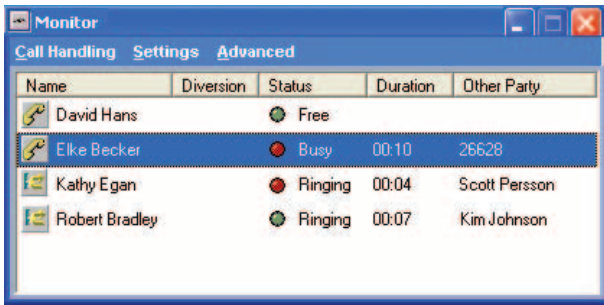 Monitor
Call Handling Settings Advanced
Name Diversion Status Duration Other Party
David Hans Free
Elke Becker Busy 00:10 26628
Kathy Egan Ringing 00:04 Scott Persson
Robert Bradley Ringing 00:07 Kim Johnson